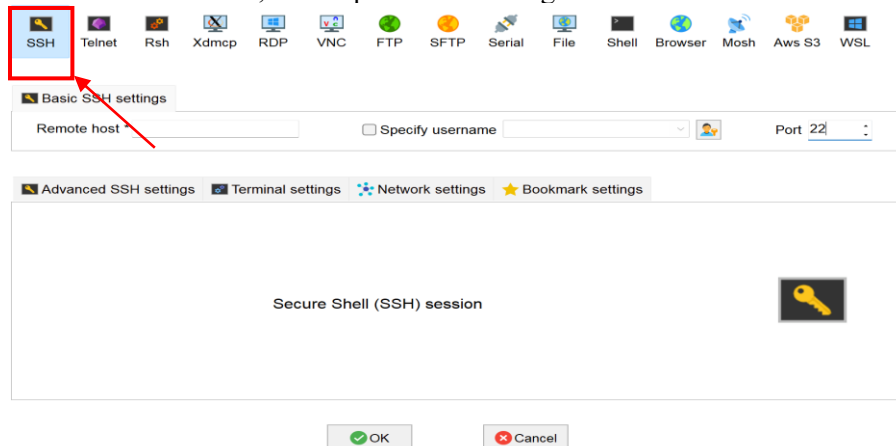 SSH Telnet Rsh Xdmcp RDP VNC FTP SFTP Serial File Shell Browser Mosh Aws S3 WSL
Basic SSH settings
Remote host * Specify username Port 22
Advanced SSH settings Terminal settings Network settings Bookmark settings
Secure Shell (SSH) session
OK Cancel